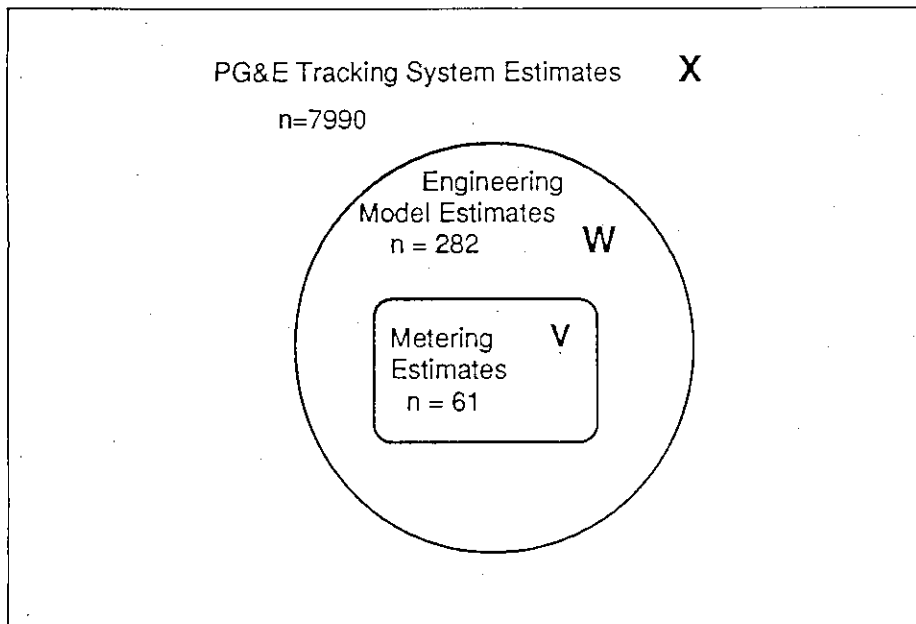 PG&E Tracking System Estimates X
n=7990
Engineering
Model Estimates
n = 282 W
Metering V
Estimates
n = 61